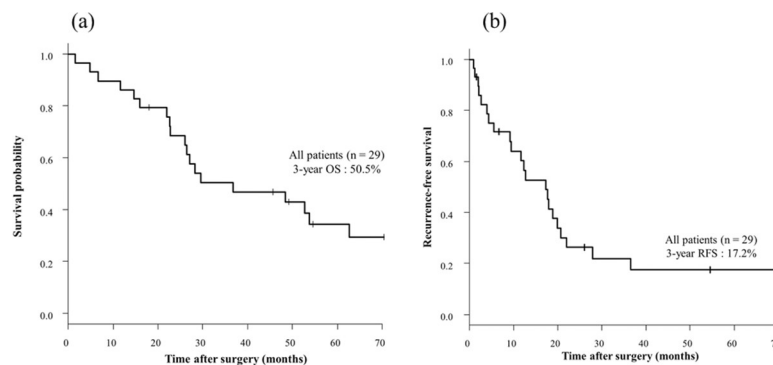 (a)
1.0
0.8
0.6
0.4
0.2
0.0
Survival probability
All patients (n = 29)
3-year OS : 50.5%
0 10 20 30 40 50 60 70
Time after surgery (months)
(b)
1.0
0.8
0.6
0.4
0.2
0.0
Recurrence-free survival
All patients (n = 29)
3-year RFS : 17.2%
0 10 20 30 40 50 60
Time after surgery (months)